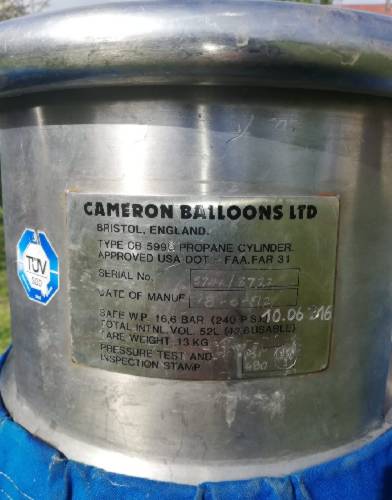 TÜV
CAMERON BALLOONS LTD
BRISTOL, ENGLAND.
TYPE CB 599 PROPANE CYLINDER.
APPROVED USA DOT - FAA.FAR 31
SERIAL No.
DATE OF MANUF
SAFE W.P. 16,6 BAR (240 P.S.I) 10.06
TOTAL INTNL. VOL. 52L (43,6USABLE)
TARE WEIGHT 13 KG
PRESSURE TEST AND
INSPECTION STAMP